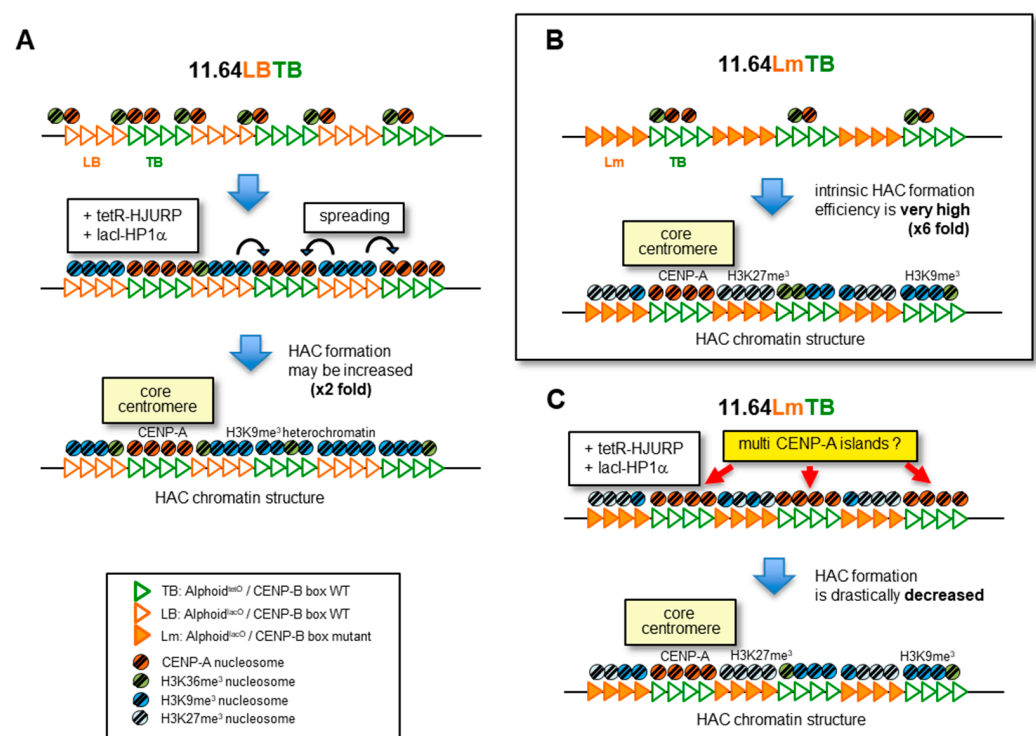 A
11.64LBTB
LB
TB
+ tetR-HJURP
+ lacI-HP1α
spreading
HAC formation
may be increased
(x2 fold)
core
centromere
CENP-A
H3K9me³ heterochromatin
HAC chromatin structure
TB: Alphoidᵗᵉᵗᴼ / CENP-B box WT
LB: Alphoidˡᵃᶜᴼ / CENP-B box WT
Lm: Alphoidˡᵃᶜᴼ / CENP-B box mutant
CENP-A nucleosome
H3K36me³ nucleosome
H3K9me³ nucleosome
H3K27me³ nucleosome
B
11.64LmTB
Lm
TB
intrinsic HAC formation
efficiency is very high
(x6 fold)
core
centromere
CENP-A
H3K27me³
H3K9me³
HAC chromatin structure
C
11.64LmTB
+ tetR-HJURP
+ lacI-HP1α
multi CENP-A islands ?
HAC formation
is drastically decreased
core
centromere
CENP-A
H3K27me³
H3K9me³
HAC chromatin structure